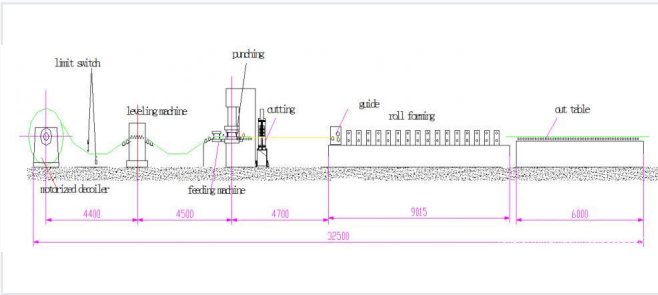 punching
limit switch
leveling machine
cutting
guide
roll forming
out table
motorized decoiler
feeding machine
4400
4500
4700
9015
6000
32500